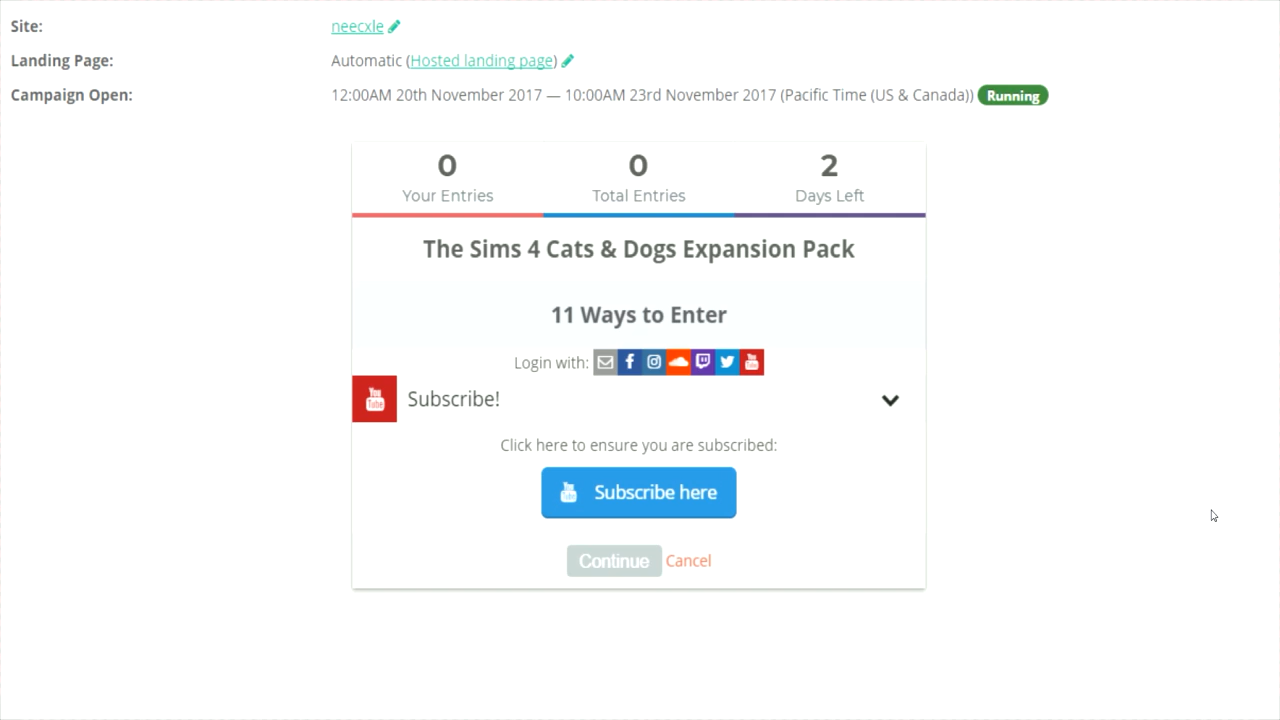 Site: neecxle
Landing Page: Automatic (Hosted landing page)
Campaign Open: 12:00AM 20th November 2017 — 10:00AM 23rd November 2017 (Pacific Time (US & Canada)) Running
0 0 2
Your Entries Total Entries Days Left
The Sims 4 Cats & Dogs Expansion Pack
11 Ways to Enter
Login with:
You Tube Subscribe!
Click here to ensure you are subscribed:
Subscribe here
Continue Cancel